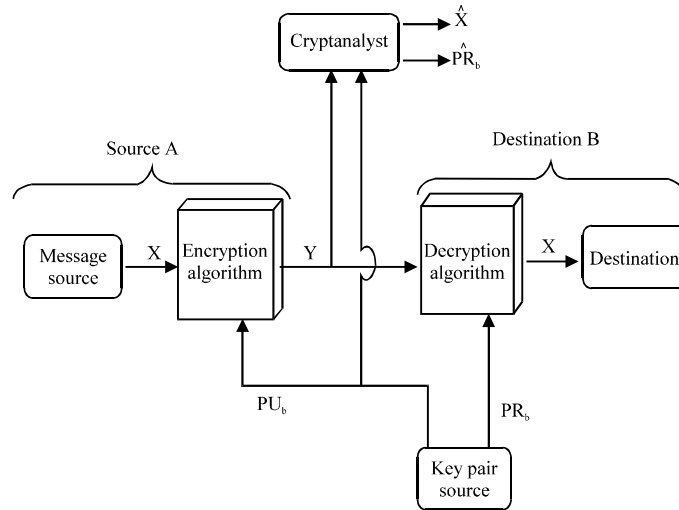 Cryptanalyst
X̂
P̂R_b
Source A
Destination B
Message
source
X
Encryption
algorithm
Y
Decryption
algorithm
X
Destination
PU_b
PR_b
Key pair
source